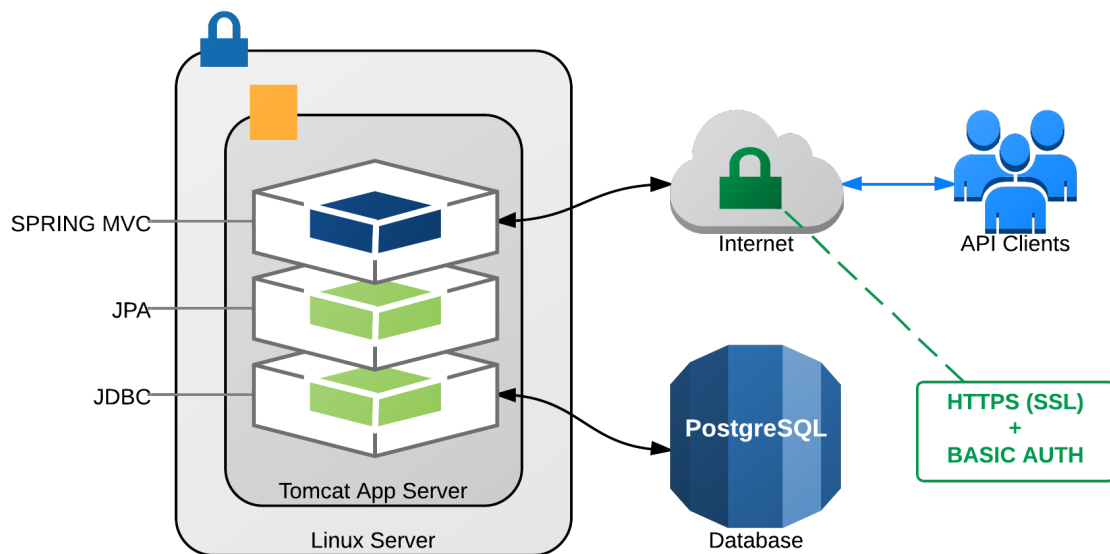 SPRING MVC
JPA
JDBC
Tomcat App Server
Linux Server
Internet
API Clients
PostgreSQL
Database
HTTPS (SSL)
+
BASIC AUTH